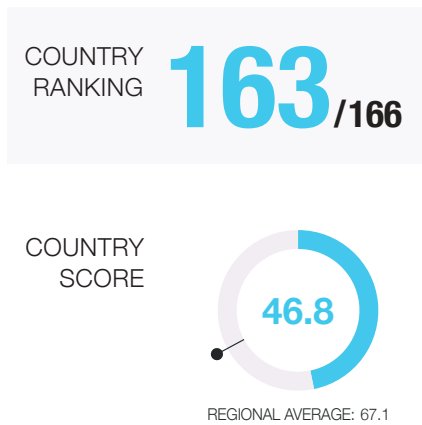 COUNTRY
RANKING
163/166
COUNTRY
SCORE
46.8
REGIONAL AVERAGE: 67.1